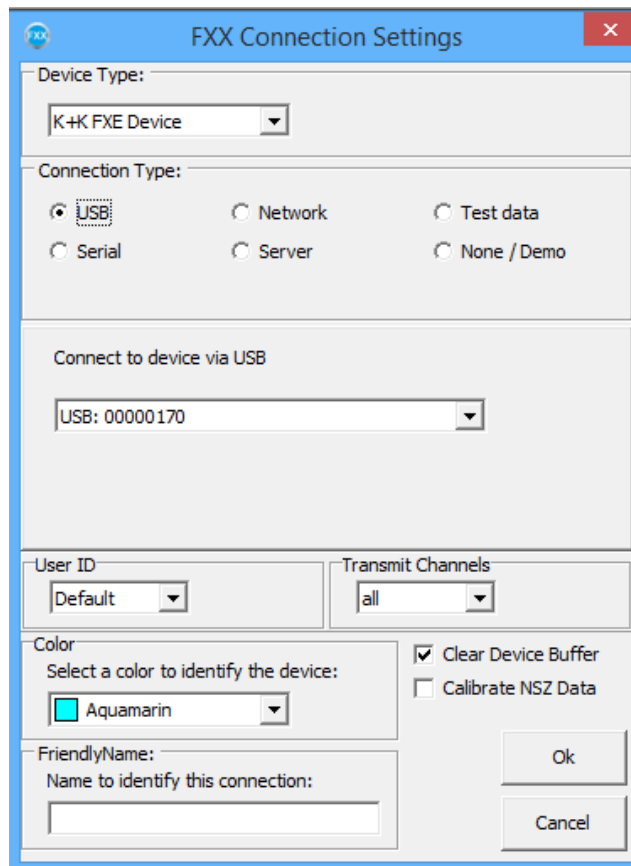 FXX
FXX Connection Settings
Device Type:
K+K FXE Device
Connection Type:
USB
Network
Test data
Serial
Server
None / Demo
Connect to device via USB
USB: 00000170
User ID
Default
Transmit Channels
all
Color
Select a color to identify the device:
Aquamarin
Clear Device Buffer
Calibrate NSZ Data
FriendlyName:
Name to identify this connection:
Ok
Cancel